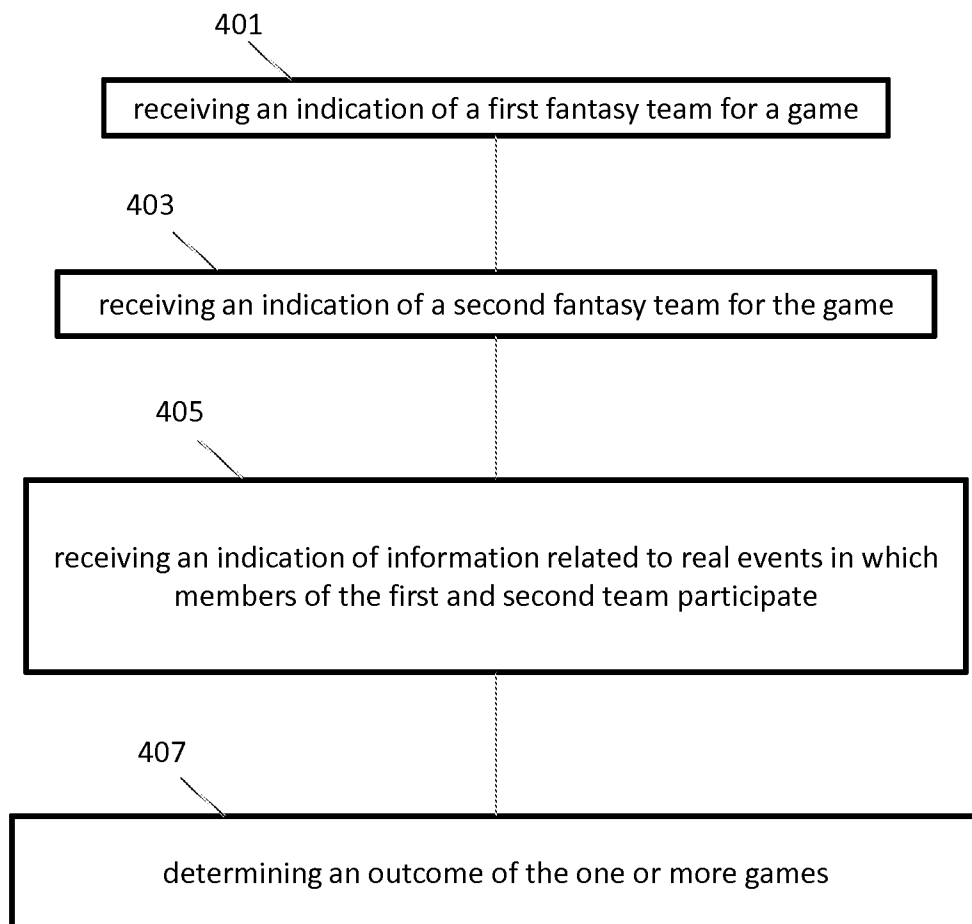 401
receiving an indication of a first fantasy team for a game
403
receiving an indication of a second fantasy team for the game
405
receiving an indication of information related to real events in which
members of the first and second team participate
407
determining an outcome of the one or more games